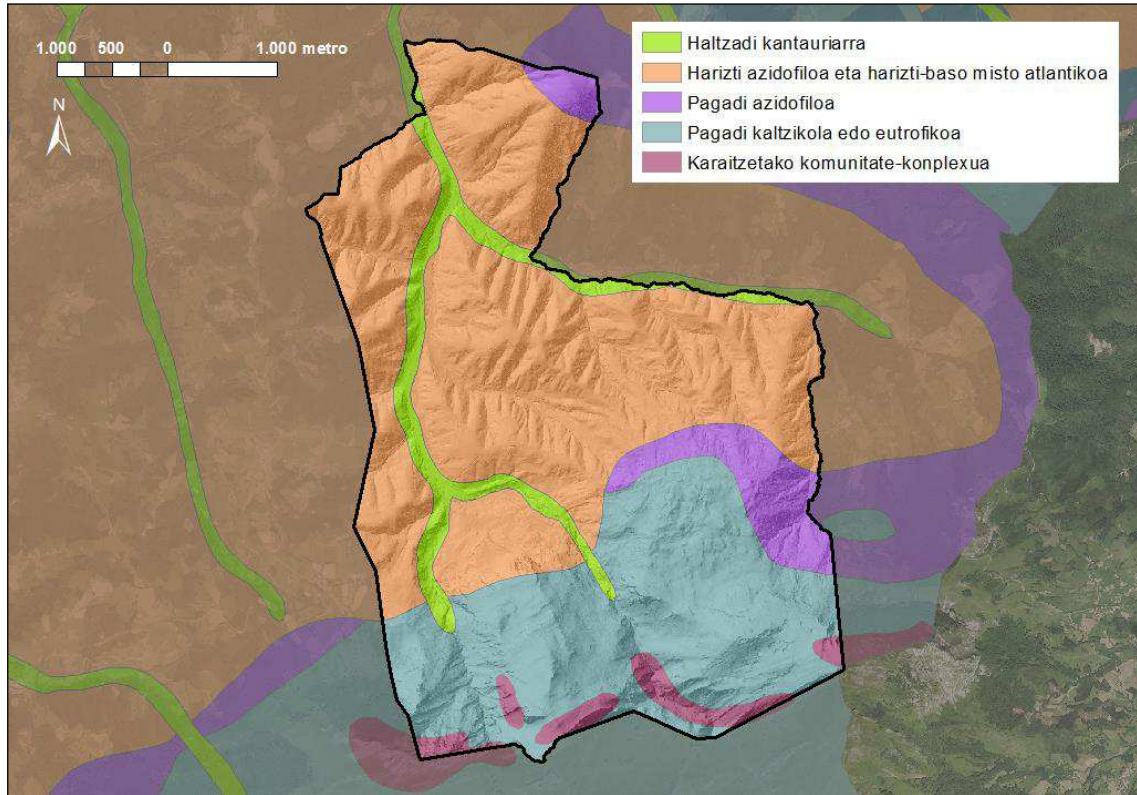 1.000 500 0 1.000 metro
N
Haltzadi kantauriarra
Harizti azidofiloa eta harizti-baso misto atlantikoa
Pagadi azidofiloa
Pagadi kaltzikola edo eutrofikoa
Karaitzetako komunitate-konplexua